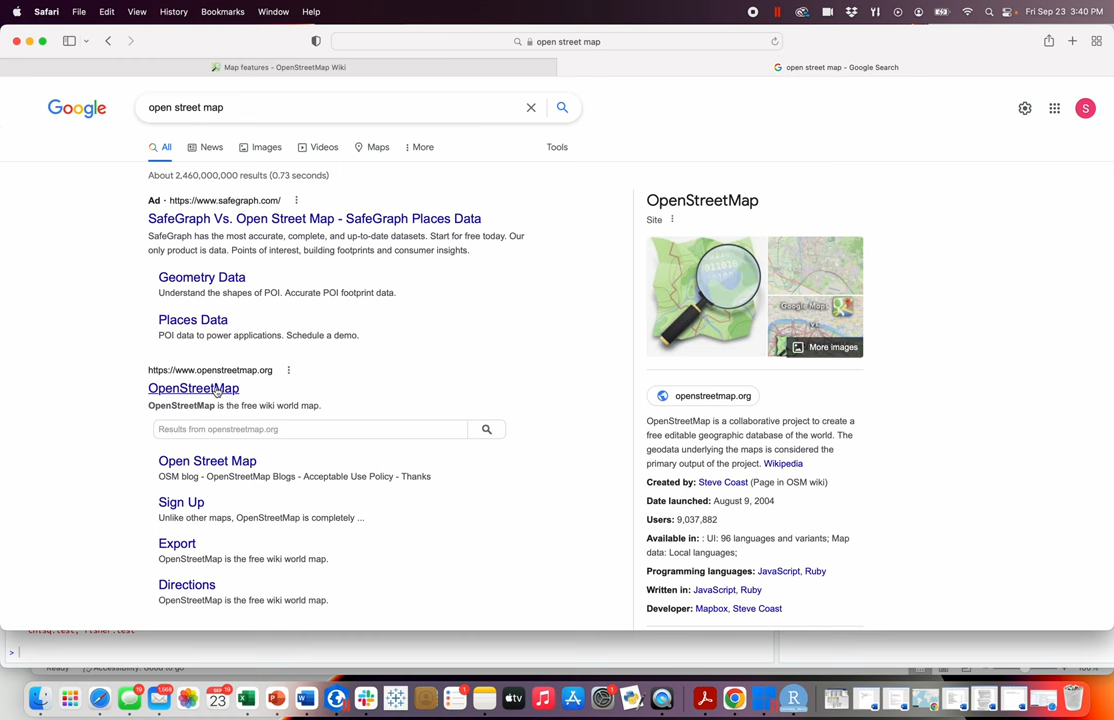 Safari File Edit View History Bookmarks Window Help Fri Sep 23 3:40 PM
open street map
Map features - OpenStreetMap Wiki
open street map - Google Search
Google
open street map
S
All News Images Videos Maps More Tools
About 2,460,000,000 results (0.73 seconds)
Ad · https://www.safegraph.com/
SafeGraph Vs. Open Street Map - SafeGraph Places Data
SafeGraph has the most accurate, complete, and up-to-date datasets. Start for free today. Our
only product is data. Points of interest, building footprints and consumer insights.
Geometry Data
Understand the shapes of POI. Accurate POI footprint data.
Places Data
POI data to power applications. Schedule a demo.
https://www.openstreetmap.org
OpenStreetMap
OpenStreetMap is the free wiki world map.
Results from openstreetmap.org
Open Street Map
OSM blog - OpenStreetMap Blogs - Acceptable Use Policy - Thanks
Sign Up
Unlike other maps, OpenStreetMap is completely ...
Export
OpenStreetMap is the free wiki world map.
Directions
OpenStreetMap is the free wiki world map.
OpenStreetMap
Site
Google Maps
More images
openstreetmap.org
OpenStreetMap is a collaborative project to create a
free editable geographic database of the world. The
geodata underlying the maps is considered the
primary output of the project. Wikipedia
Created by: Steve Coast (Page in OSM wiki)
Date launched: August 9, 2004
Users: 9,037,882
Available in: : UI: 96 languages and variants; Map
data: Local languages;
Programming languages: JavaScript, Ruby
Written in: JavaScript, Ruby
Developer: Mapbox, Steve Coast
>